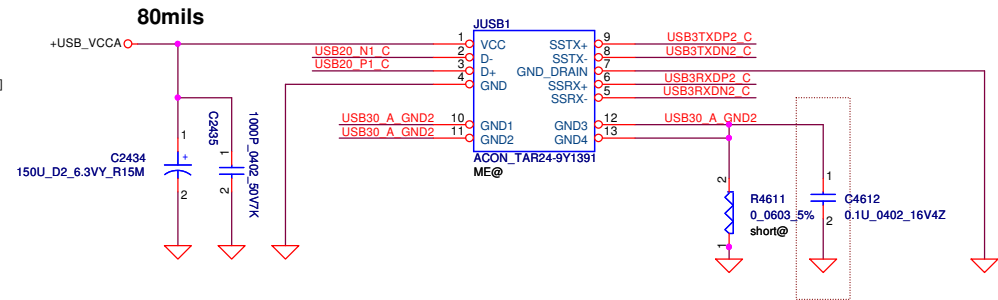 80mils
+USB_VCCA
JUSB1
1 VCC SSTX+ 9 USB3TXDP2_C
USB20_N1_C 2 D- SSTX- 8 USB3TXDN2_C
USB20_P1_C 3 D+ GND_DRAIN 7
4 GND SSRX+ 6 USB3RXDP2_C
SSRX- 5 USB3RXDN2_C
USB30_A_GND2 10 GND1 GND3 12 USB30_A_GND2
USB30_A_GND2 11 GND2 GND4 13
ACON_TAR24-9Y1391
ME@
1
+
C2434
150U_D2_6.3VY_R15M
2
C2435
1
2
1000P_0402_50V7K
2
R4611
0_0603_5%
short@
1
1
C4612
0.1U_0402_16V4Z
2
]